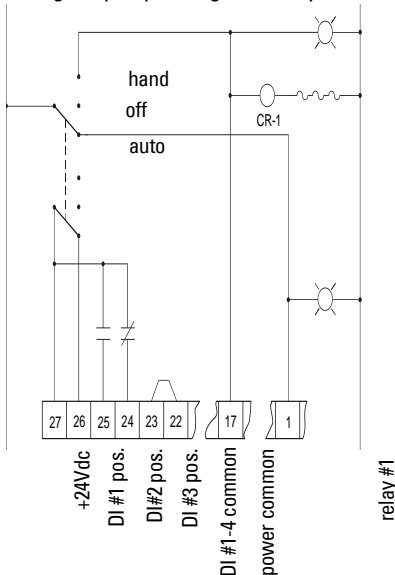 hand
off
CR-1
auto
27 26 25 24 23 22 17 1
+24Vdc
DI #1 pos.
DI#2 pos.
DI #3 pos.
DI #1-4 common
power common
relay #1